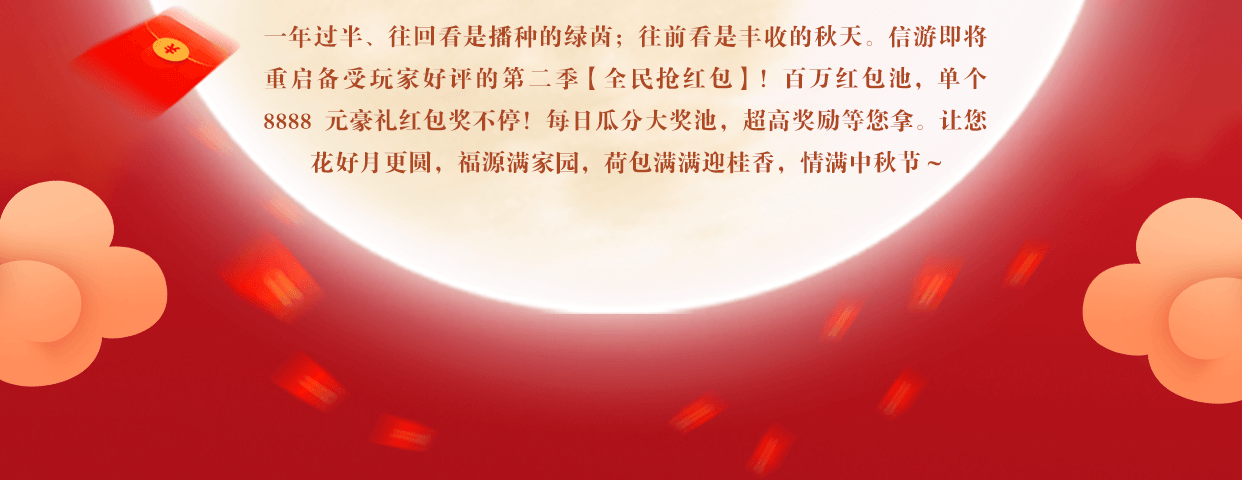 一年过半、往回看是播种的绿茵；往前看是丰收的秋天。信游即将
重启备受玩家好评的第二季【全民抢红包】！百万红包池，单个
8888 元豪礼红包奖不停！每日瓜分大奖池，超高奖励等您拿。让您
花好月更圆，福源满家园，荷包满满迎桂香，情满中秋节～